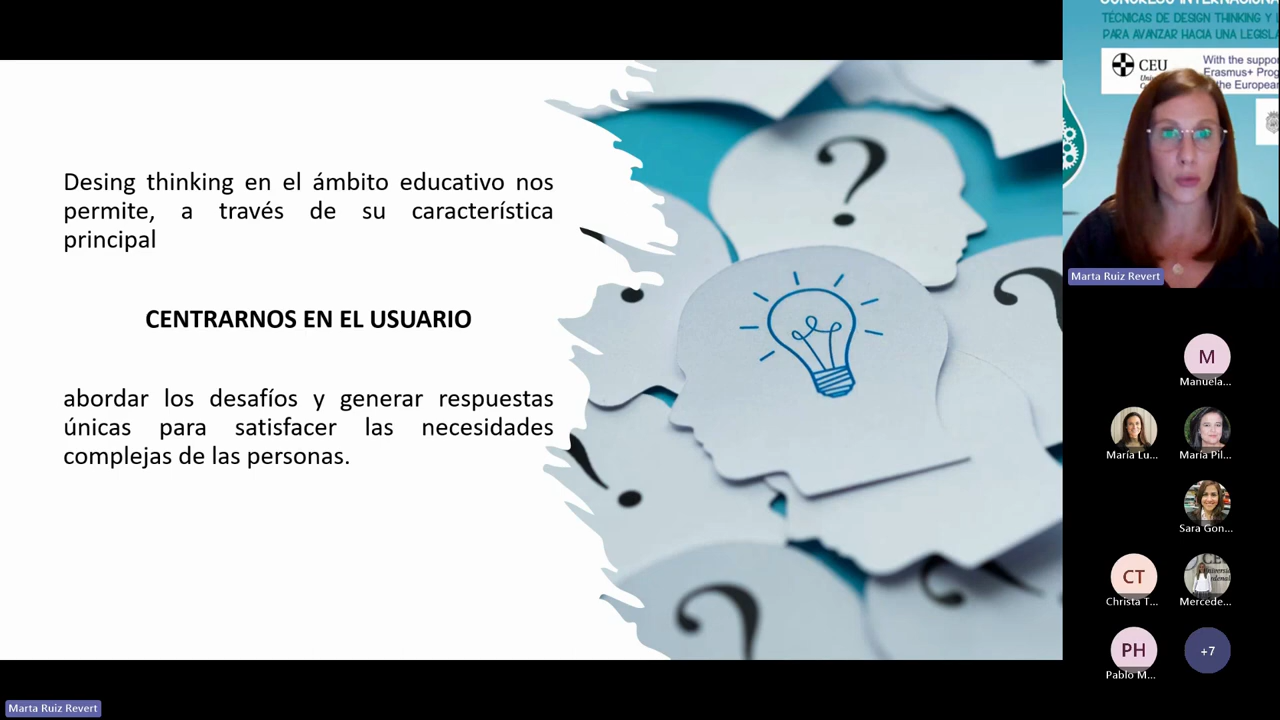 Desing thinking en el ámbito educativo nos
permite, a través de su característica
principal
CENTRARNOS EN EL USUARIO
abordar los desafíos y generar respuestas
únicas para satisfacer las necesidades
complejas de las personas.
?
?
TÉCNICAS DE DESIGN THINKING Y
PARA AVANZAR HACIA UNA LEGISLA
CEU
With the suppo
Erasmus+ Prog
the European
Marta Ruiz Revert
M
Manuela...
María Lu...
María Pil...
Sara Gon...
CT
Christa T...
Mercede...
PH
Pablo M...
+7
Marta Ruiz Revert